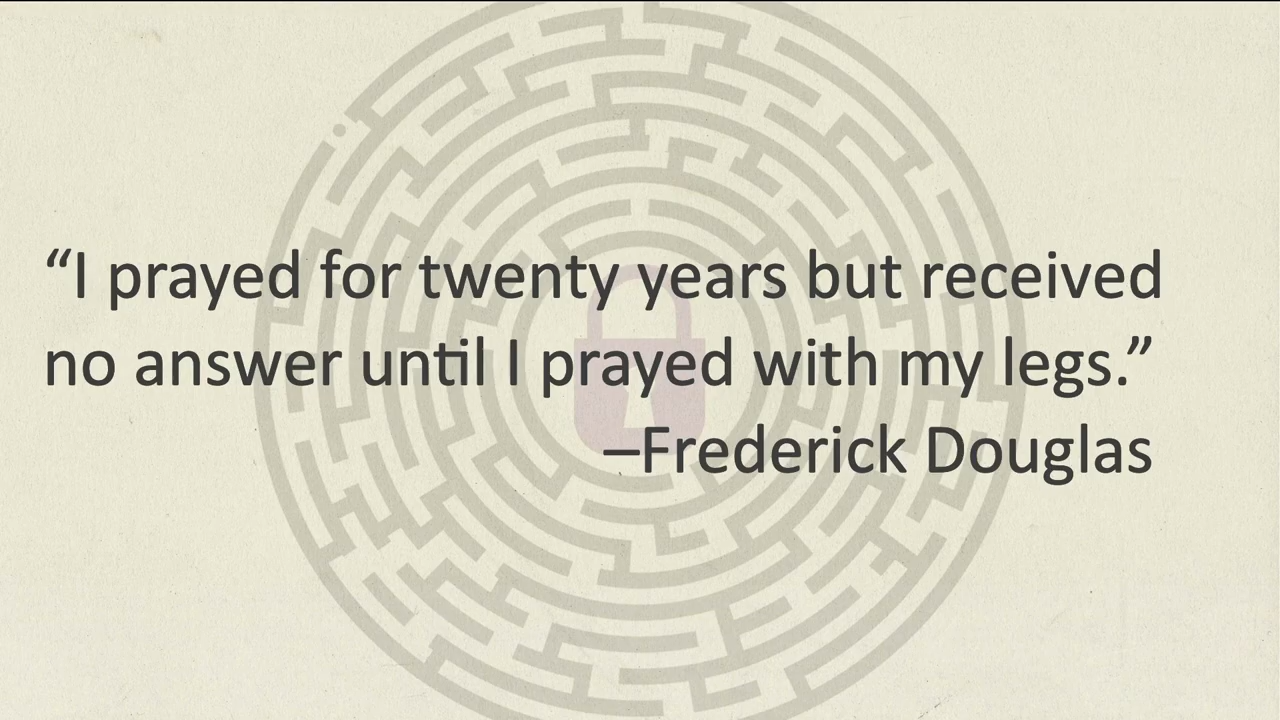 “I prayed for twenty years but received
no answer until I prayed with my legs.”
–Frederick Douglas